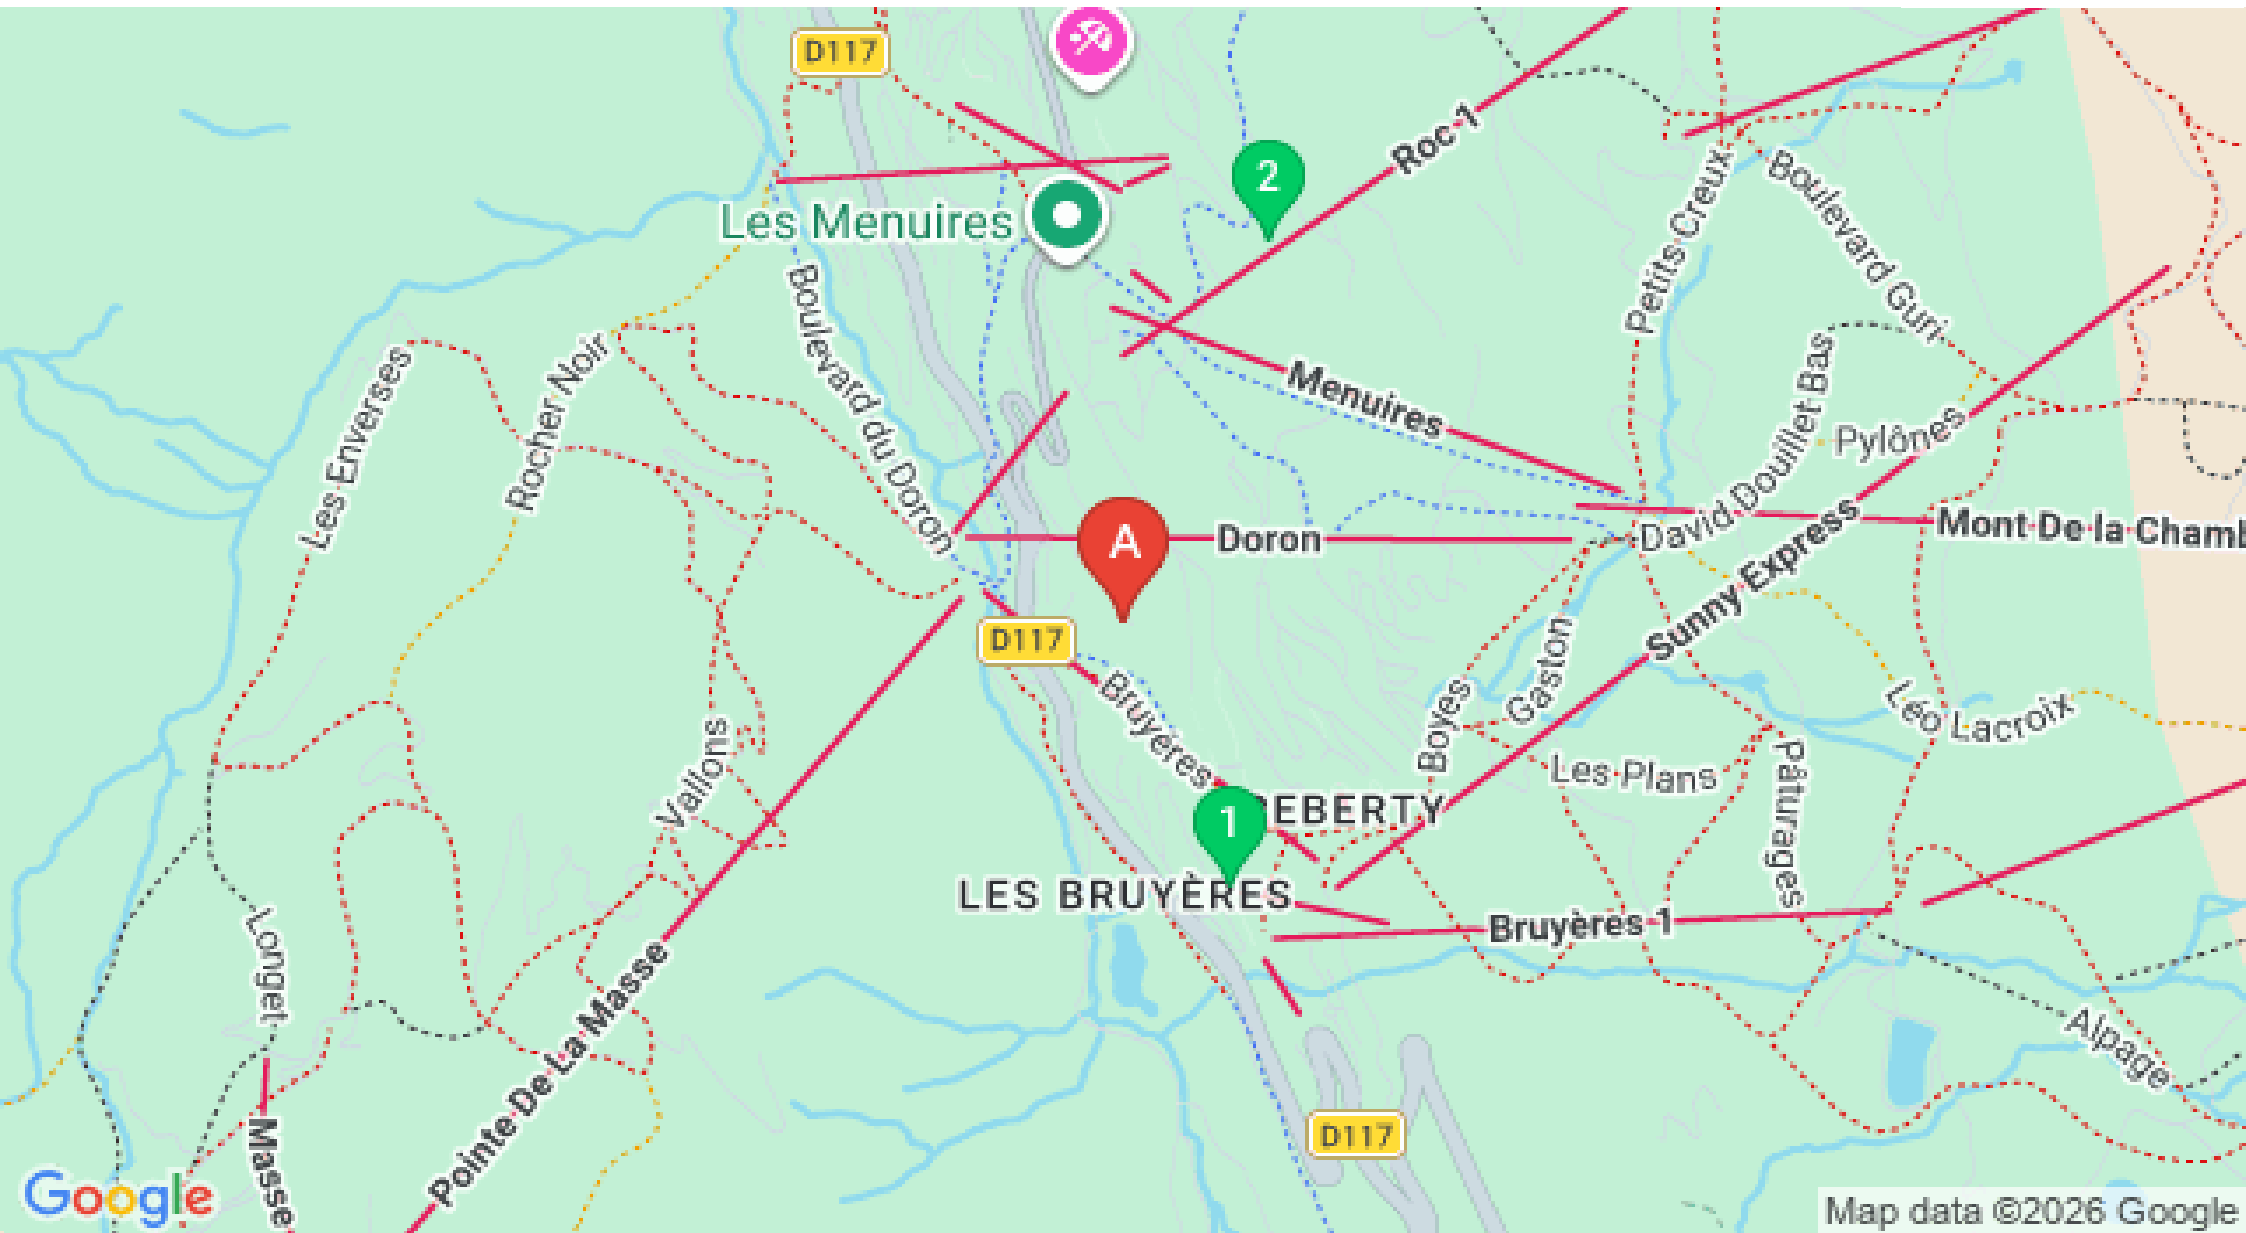 D117
Roc 1
2
Les Menuires
Petits Creux
Boulevard Guri
Boulevard du Doron
Les Enverses
Rocher Noir
Menuires
David Douillet Bas
Pylônes
A
Doron
Mont De la Chamb
Sunny Express
D117
Bruyères
Gaston
Boyes
Léo Lacroix
Les Plans
Pâturages
Vallons
1
EBERTY
LES BRUYÈRES
Bruyères 1
Longet
Pointe De La Masse
Alpage
Masse
D117
Google
Map data ©2026 Google